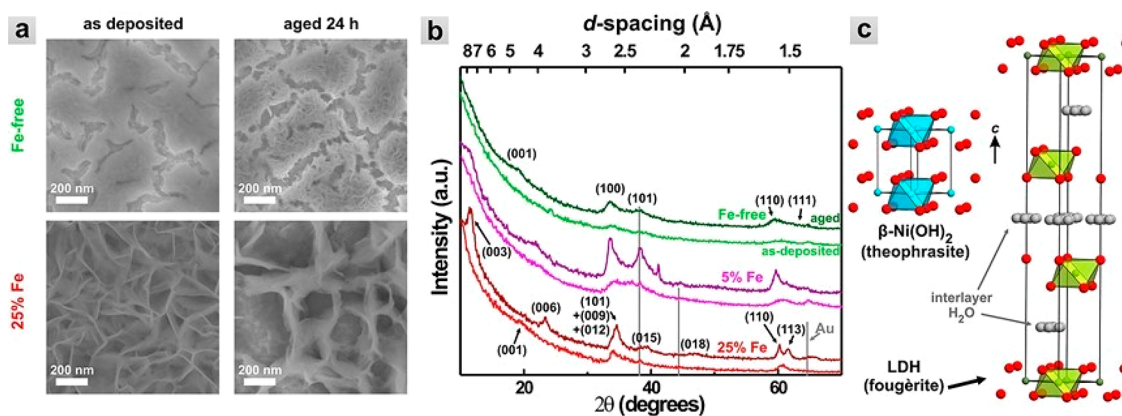 a
as deposited
aged 24 h
Fe-free
200 nm
200 nm
25% Fe
200 nm
200 nm
b
d-spacing (Å)
8 7 6 5 4 3 2.5 2 1.75 1.5
Intensity (a.u.)
(001)
(100)
(101)
(110)
(111)
Fe-free
aged
as-deposited
5% Fe
(003)
(006)
(001)
(101)
+(009)
+(012)
(015)
(018)
(110)
(113)
Au
25% Fe
20 40 60
2θ (degrees)
c
c
β-Ni(OH)2
(theophrasite)
interlayer
H2O
LDH
(fougèrite)